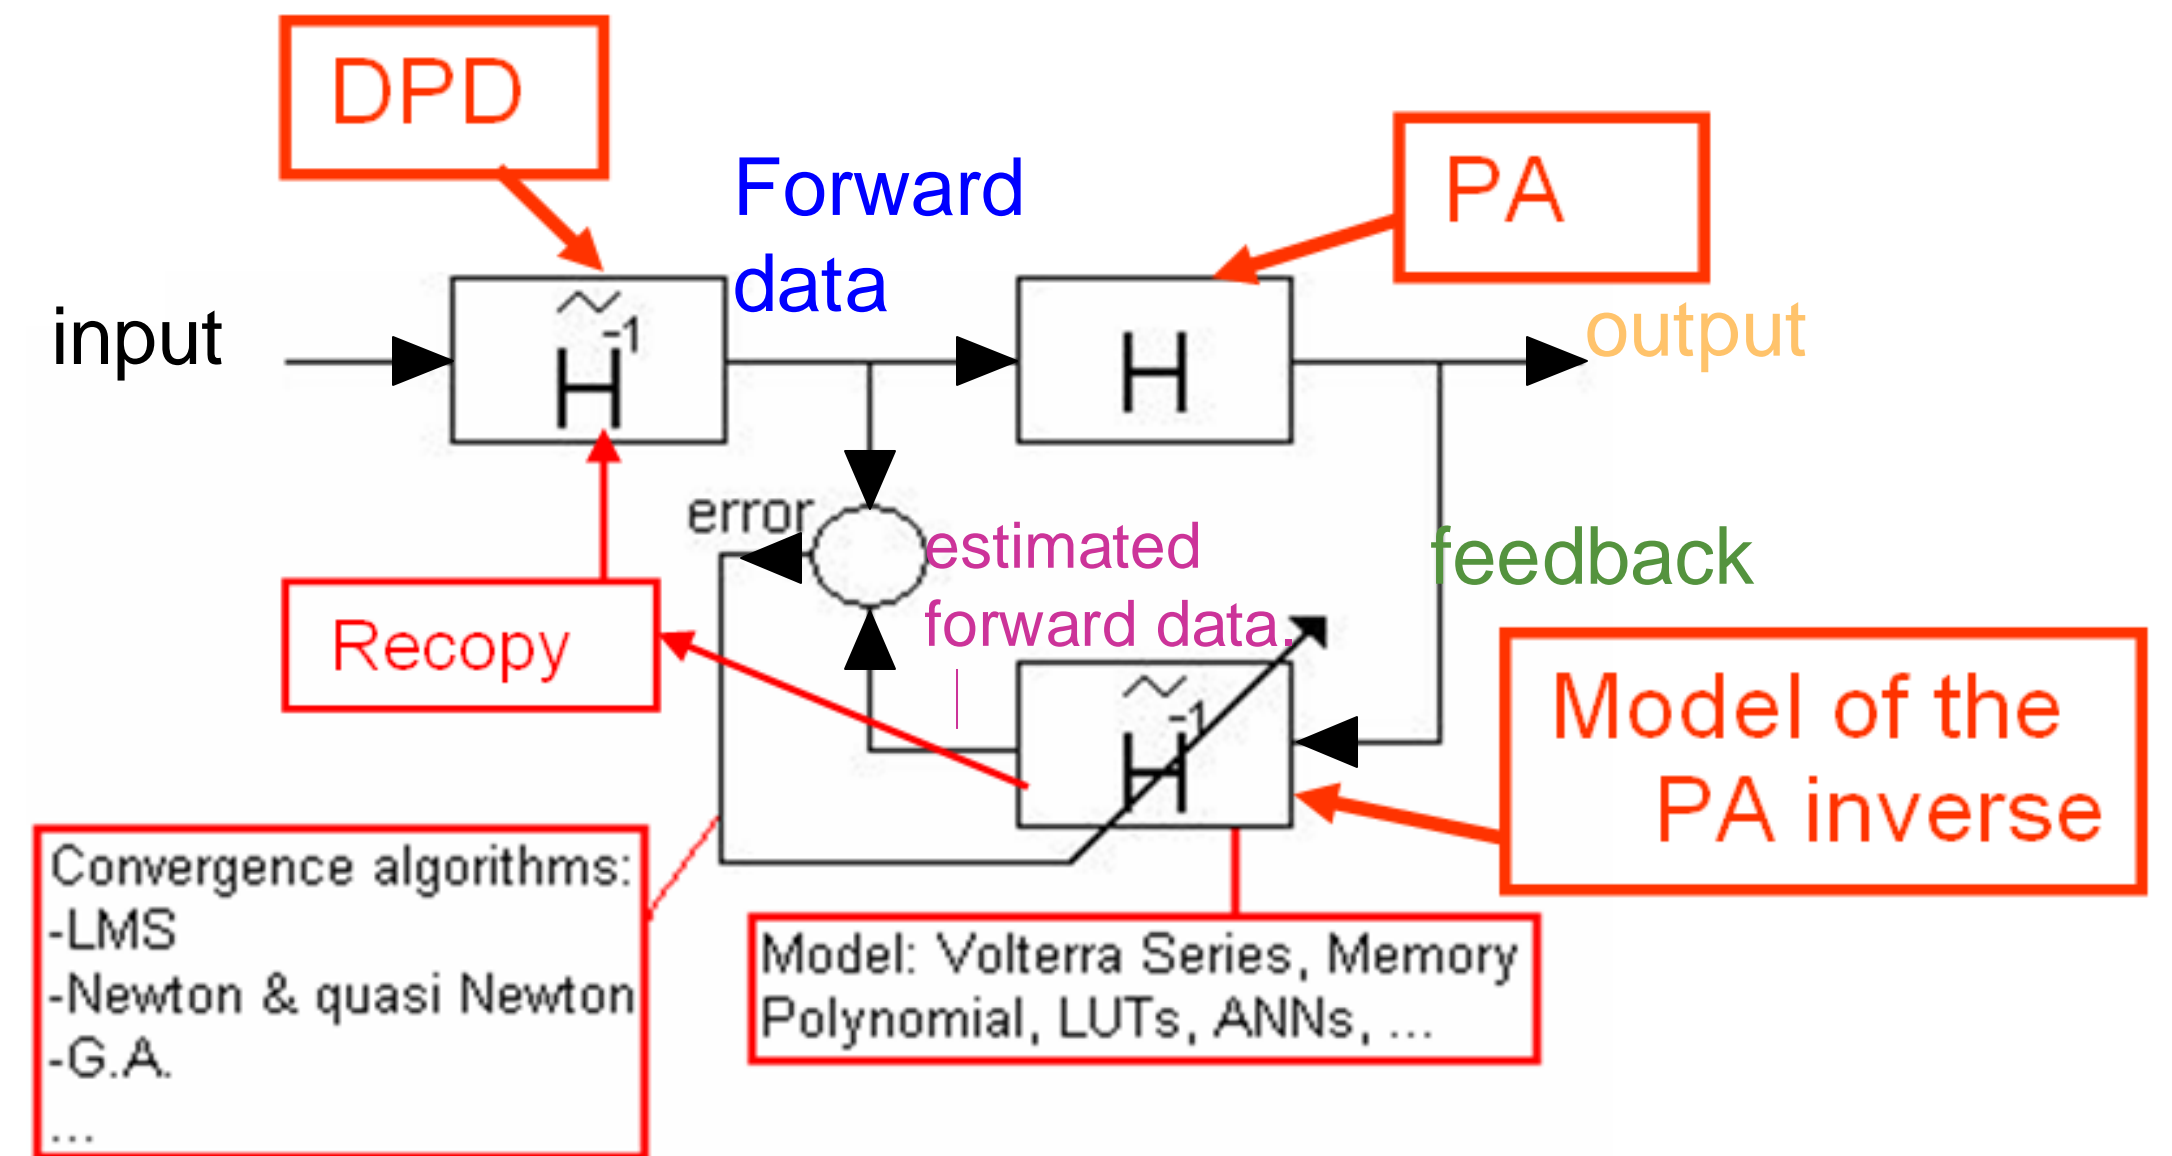 DPD
Forward
data
PA
input
~ -1
H
H
output
error
estimated
forward data.
feedback
Recopy
~ -1
H
Model of the
PA inverse
Convergence algorithms:
-LMS
-Newton & quasi Newton
-G.A.
...
Model: Volterra Series, Memory
Polynomial, LUTs, ANNs, ...